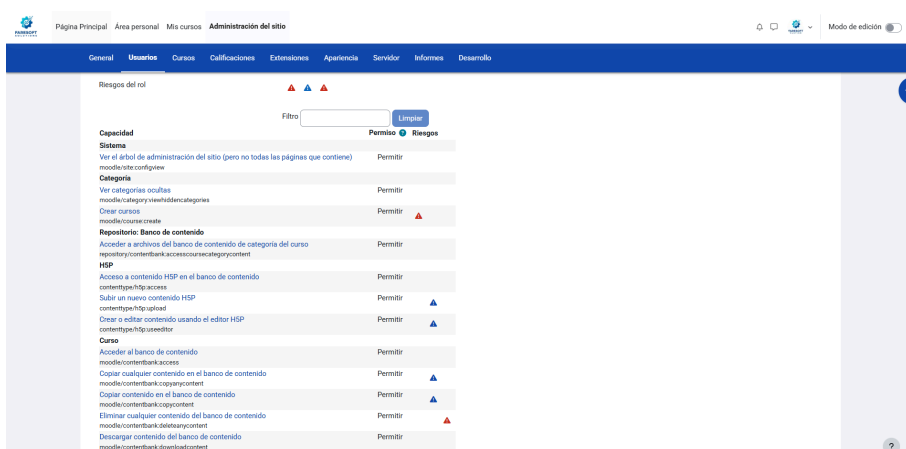 PARKSOFT
SOLUTIONS
Página Principal Área personal Mis cursos Administración del sitio
Modo de edición
General Usuarios Cursos Calificaciones Extensiones Apariencia Servidor Informes Desarrollo
Riesgos del rol
Filtro Limpiar
Capacidad Permiso Riesgos
Sistema
Ver el árbol de administración del sitio (pero no todas las páginas que contiene) Permitir
moodle/site:configview
Categoría
Ver categorías ocultas Permitir
moodle/category:viewhiddencategories
Crear cursos Permitir
moodle/course:create
Repositorio: Banco de contenido
Acceder a archivos del banco de contenido de categoría del curso Permitir
repository/contentbank:accesscoursecategorycontent
H5P
Acceso a contenido H5P en el banco de contenido Permitir
contenttype/h5p:access
Subir un nuevo contenido H5P Permitir
contenttype/h5p:upload
Crear o editar contenido usando el editor H5P Permitir
contenttype/h5p:useeditor
Curso
Acceder al banco de contenido Permitir
moodle/contentbank:access
Copiar cualquier contenido en el banco de contenido Permitir
moodle/contentbank:copyanycontent
Copiar contenido en el banco de contenido Permitir
moodle/contentbank:copycontent
Eliminar cualquier contenido del banco de contenido Permitir
moodle/contentbank:deleteanycontent
Descargar contenido del banco de contenido Permitir
moodle/contentbank:downloadcontent
?